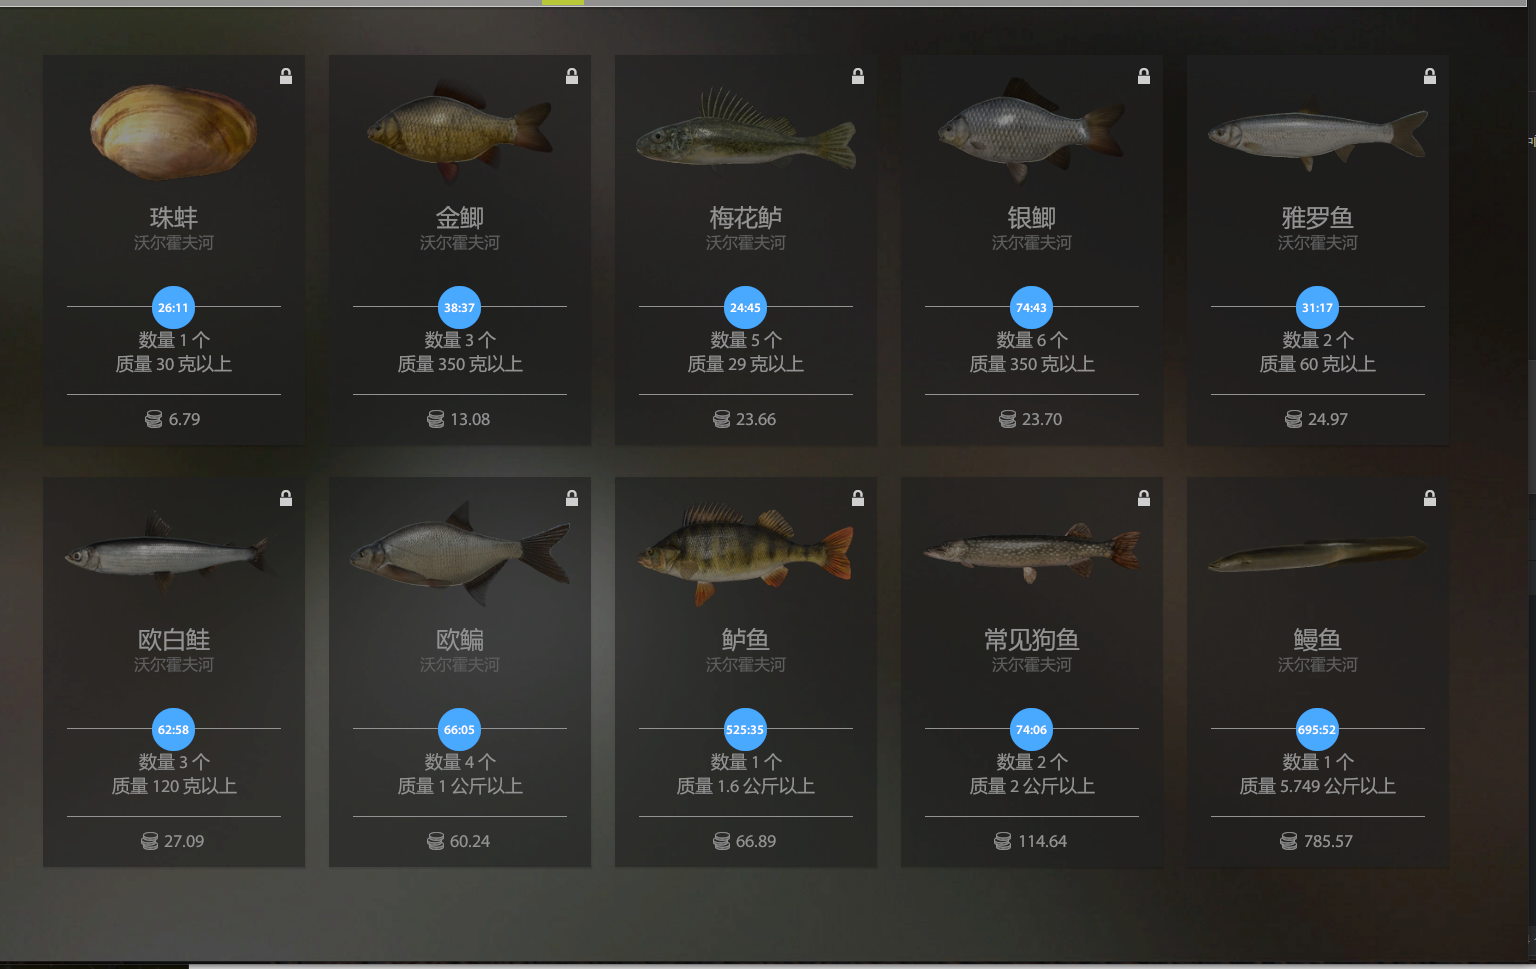 珠蚌
沃尔霍夫河
26:11
数量 1 个
质量 30 克以上
6.79
金鲫
沃尔霍夫河
38:37
数量 3 个
质量 350 克以上
13.08
梅花鲈
沃尔霍夫河
24:45
数量 5 个
质量 29 克以上
23.66
银鲫
沃尔霍夫河
74:43
数量 6 个
质量 350 克以上
23.70
雅罗鱼
沃尔霍夫河
31:17
数量 2 个
质量 60 克以上
24.97
欧白鲑
沃尔霍夫河
62:58
数量 3 个
质量 120 克以上
27.09
欧鳊
沃尔霍夫河
66:05
数量 4 个
质量 1 公斤以上
60.24
鲈鱼
沃尔霍夫河
525:35
数量 1 个
质量 1.6 公斤以上
66.89
常见狗鱼
沃尔霍夫河
74:06
数量 2 个
质量 2 公斤以上
114.64
鳗鱼
沃尔霍夫河
695:52
数量 1 个
质量 5.749 公斤以上
785.57